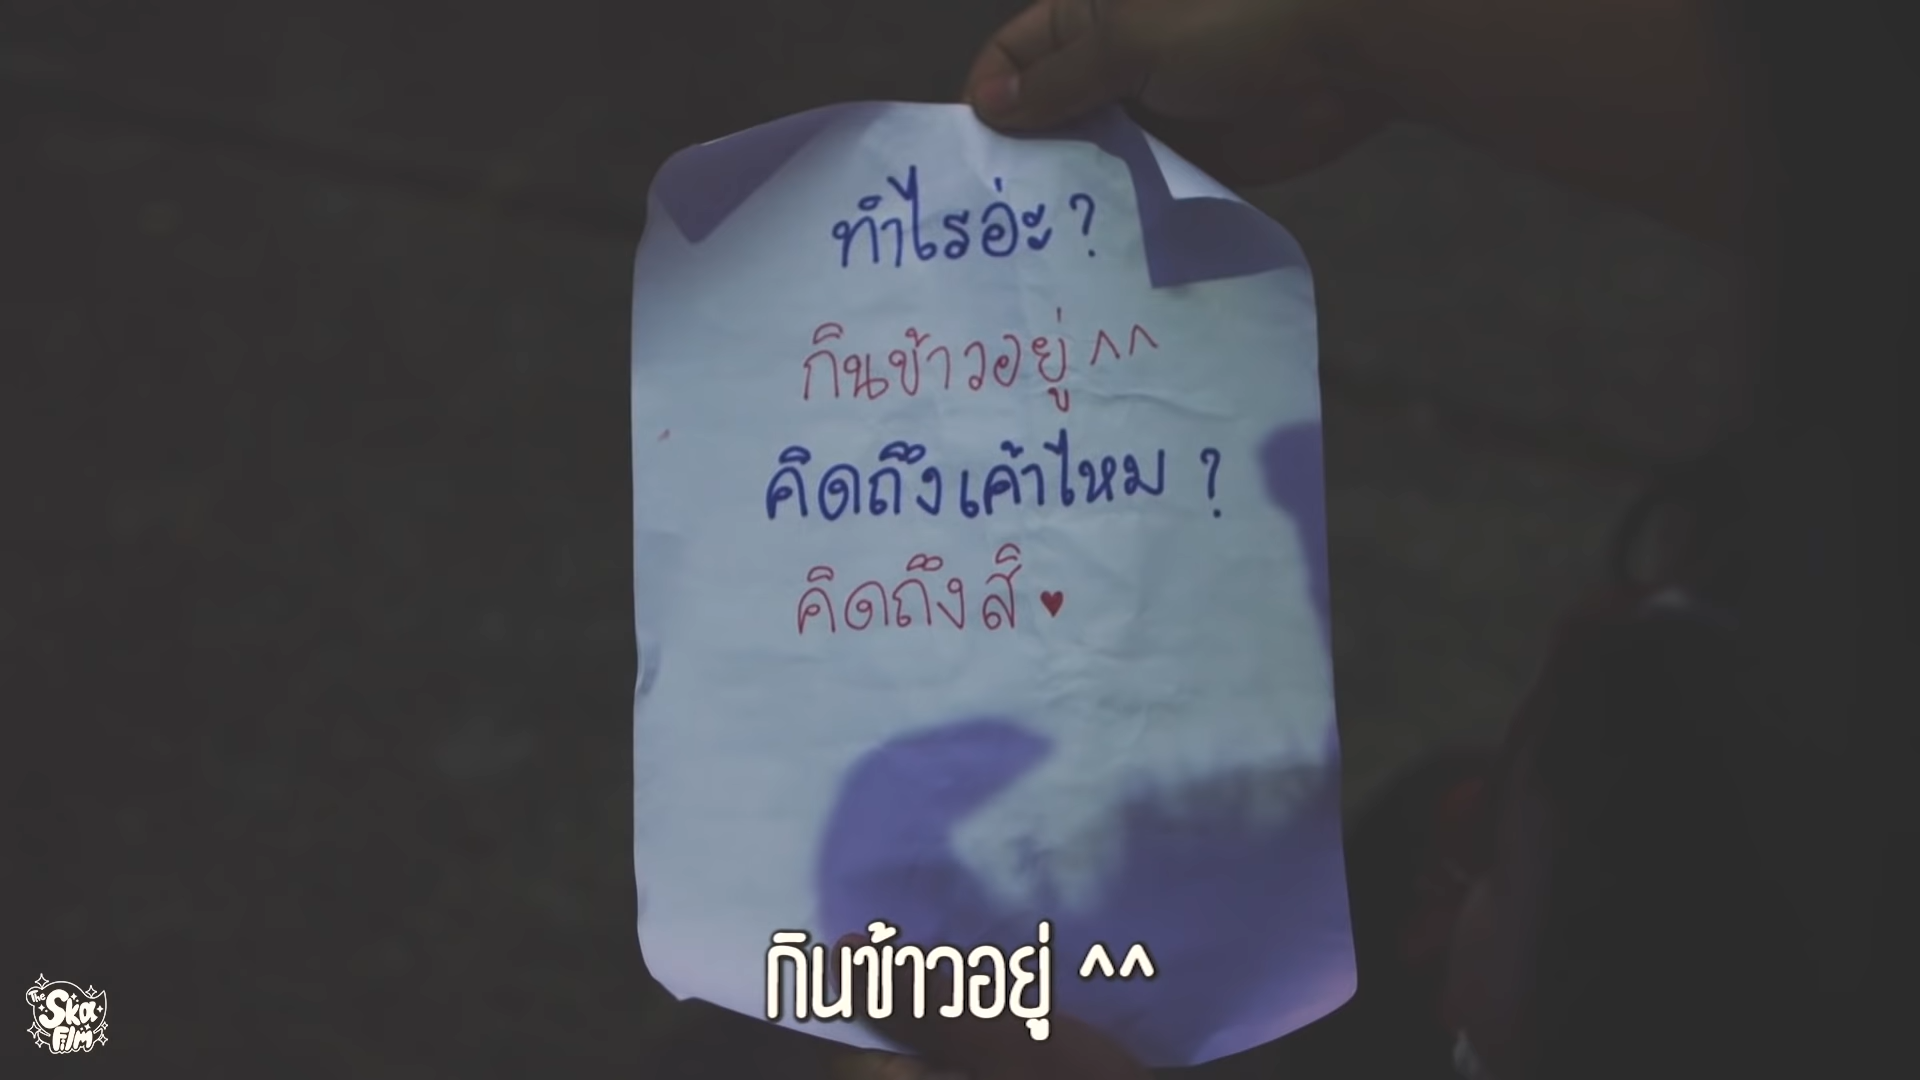 ทำไรอ่ะ ?
กินข้าวอยู่ ^^
คิดถึงเค้าไหม ?
คิดถึงสิ ♥
กินข้าวอยู่ ^^
The Ska Film